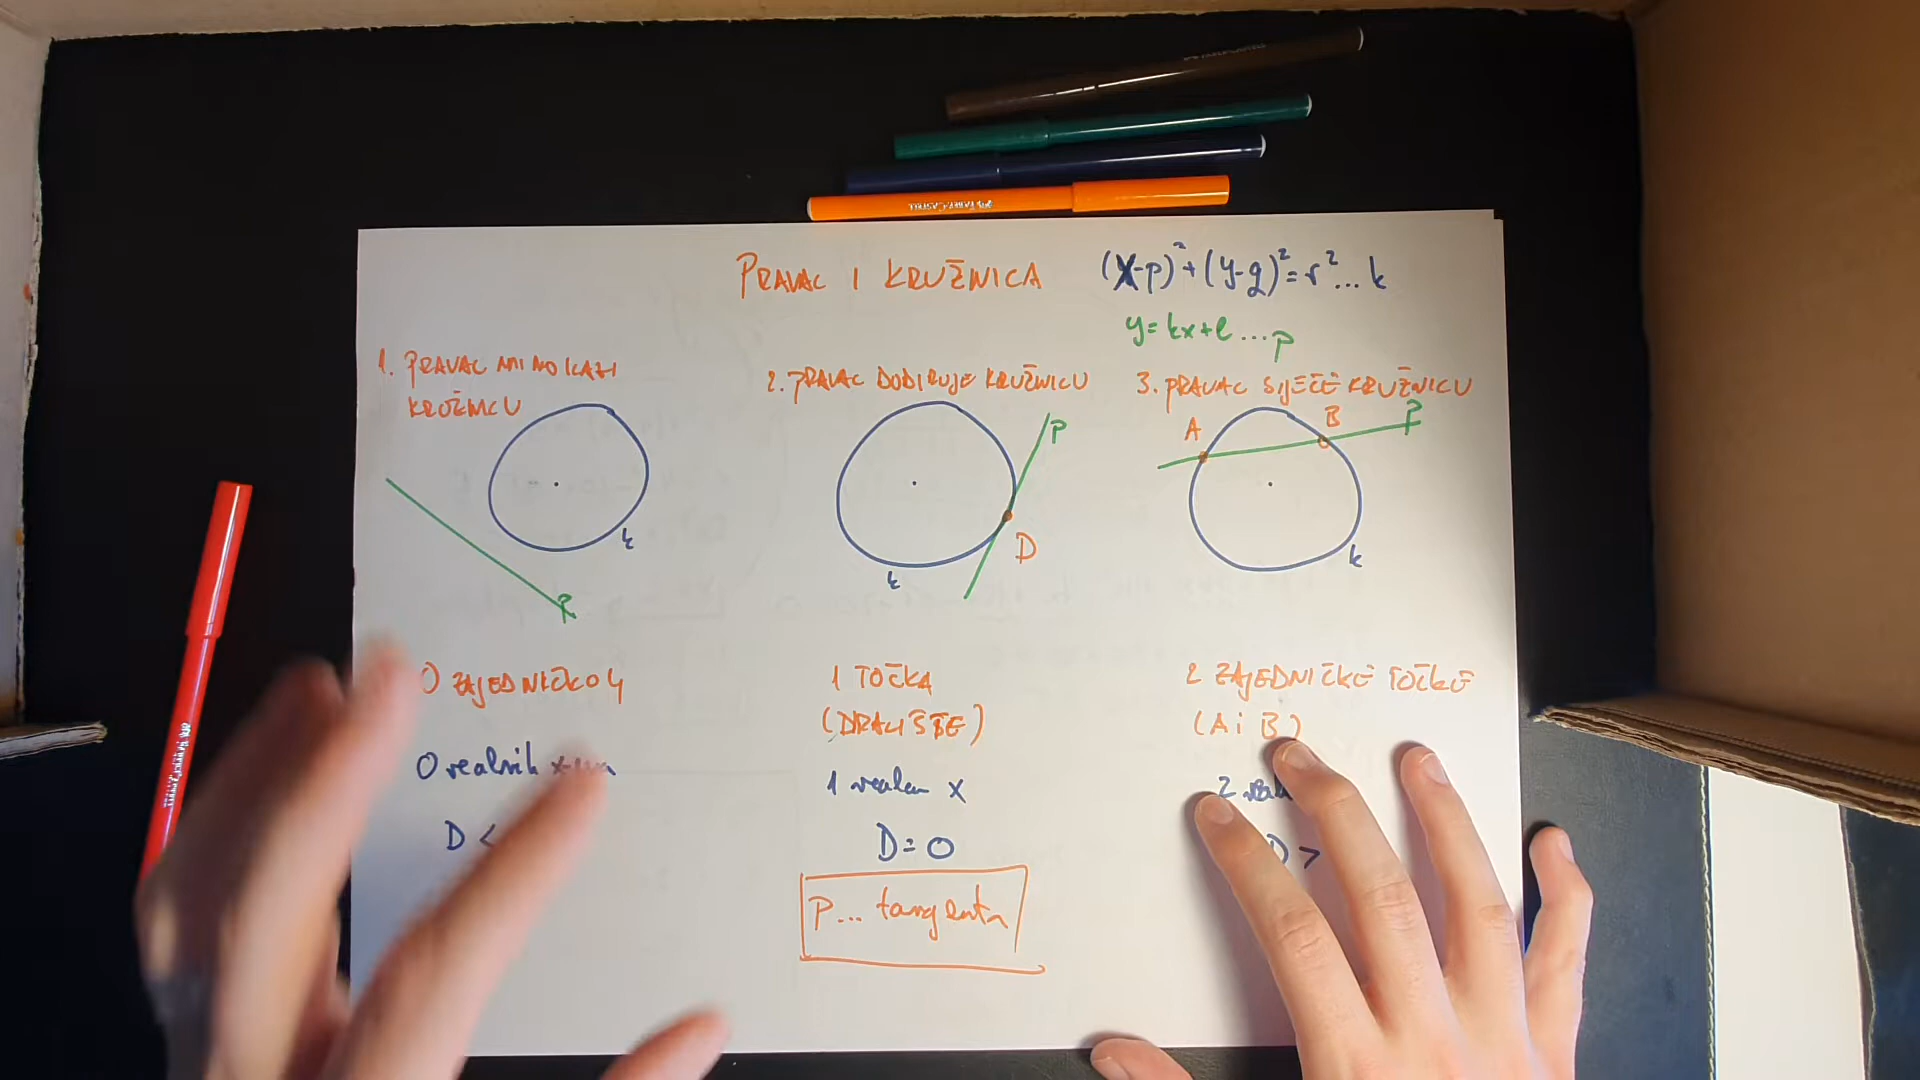 PRAVAC I KRUŽNICA
(x-p)²+(y-q)²=r²...k
y=kx+l...p
1. PRAVAC MIMOILAZI
KRUŽNICU
k
p
2. PRAVAC DODIRUJE KRUŽNICU
p
D
k
3. PRAVAC SIJEČE KRUŽNICU
A
B
p
k
0 ZAJEDNIČKO
0 realnih
D <
1 TOČKA
(DIRALIŠTE)
1 realan x
D=0
p... tangenta
2 ZAJEDNIČKE TOČKE
(A i B)
2
D >